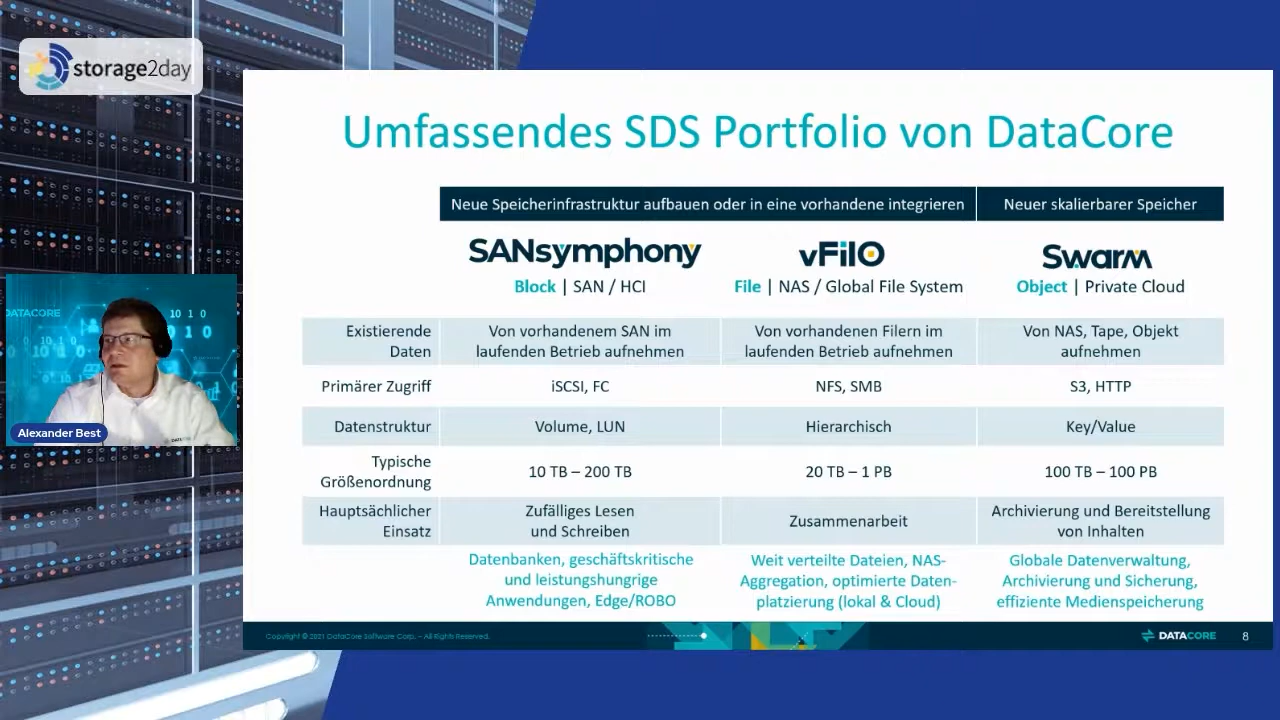 storage2day
Umfassendes SDS Portfolio von DataCore
Neue Speicherinfrastruktur aufbauen oder in eine vorhandene integrieren
Neuer skalierbarer Speicher
SANsymphony
vFilO
Swarm
Block | SAN / HCI
File | NAS / Global File System
Object | Private Cloud
Existierende
Daten
Von vorhandenem SAN im
laufenden Betrieb aufnehmen
Von vorhandenen Filern im
laufenden Betrieb aufnehmen
Von NAS, Tape, Objekt
aufnehmen
Primärer Zugriff
iSCSI, FC
NFS, SMB
S3, HTTP
Datenstruktur
Volume, LUN
Hierarchisch
Key/Value
Typische
Größenordnung
10 TB – 200 TB
20 TB – 1 PB
100 TB – 100 PB
Hauptsächlicher
Einsatz
Zufälliges Lesen
und Schreiben
Zusammenarbeit
Archivierung und Bereitstellung
von Inhalten
Datenbanken, geschäftskritische
und leistungshungrige
Anwendungen, Edge/ROBO
Weit verteilte Dateien, NAS-
Aggregation, optimierte Daten-
platzierung (lokal & Cloud)
Globale Datenverwaltung,
Archivierung und Sicherung,
effiziente Medienspeicherung
DATACORE
1 0 1 0
Alexander Best
Copyright © 2021 DataCore Software Corp. – All Rights Reserved.
DATACORE
8